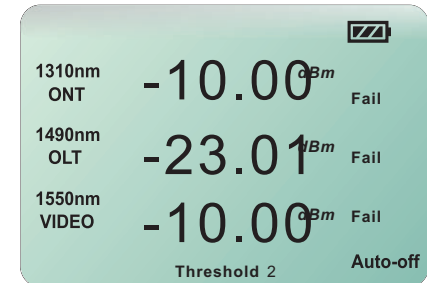 1310nm
ONT
-10.00 dBm
Fail
1490nm
OLT
-23.01 dBm
Fail
1550nm
VIDEO
-10.00 dBm
Fail
Threshold 2
Auto-off